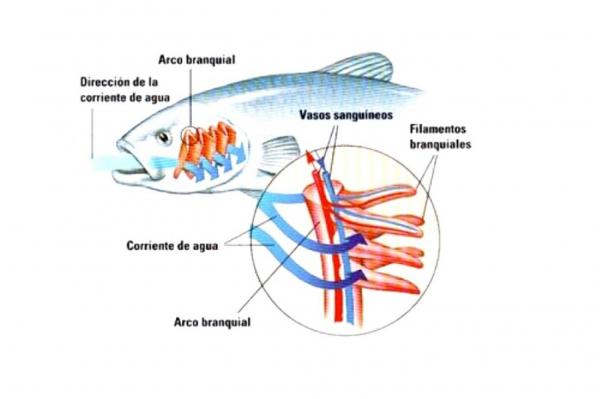 Arco branquial
Dirección de la
corriente de agua
Vasos sanguíneos
Filamentos
branquiales
Corriente de agua
Arco branquial